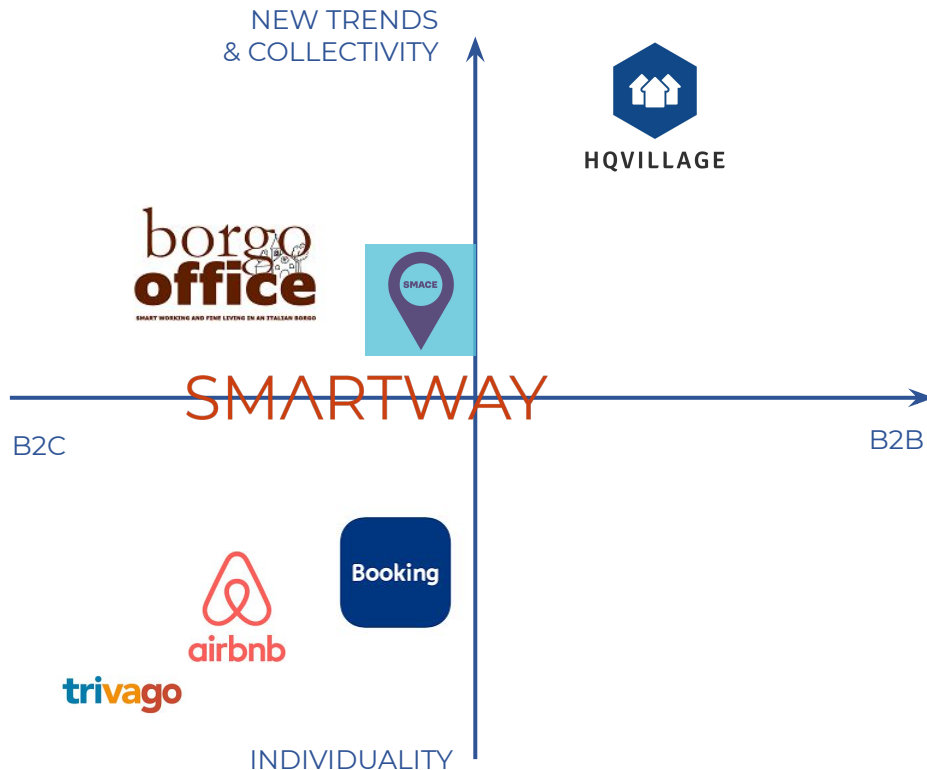 NEW TRENDS
& COLLECTIVITY
HQVILLAGE
borgo
office
SMART WORKING AND FINE LIVING IN AN ITALIAN BORGO
SMACE
SMARTWAY
B2C
B2B
Booking
airbnb
trivago
INDIVIDUALITY